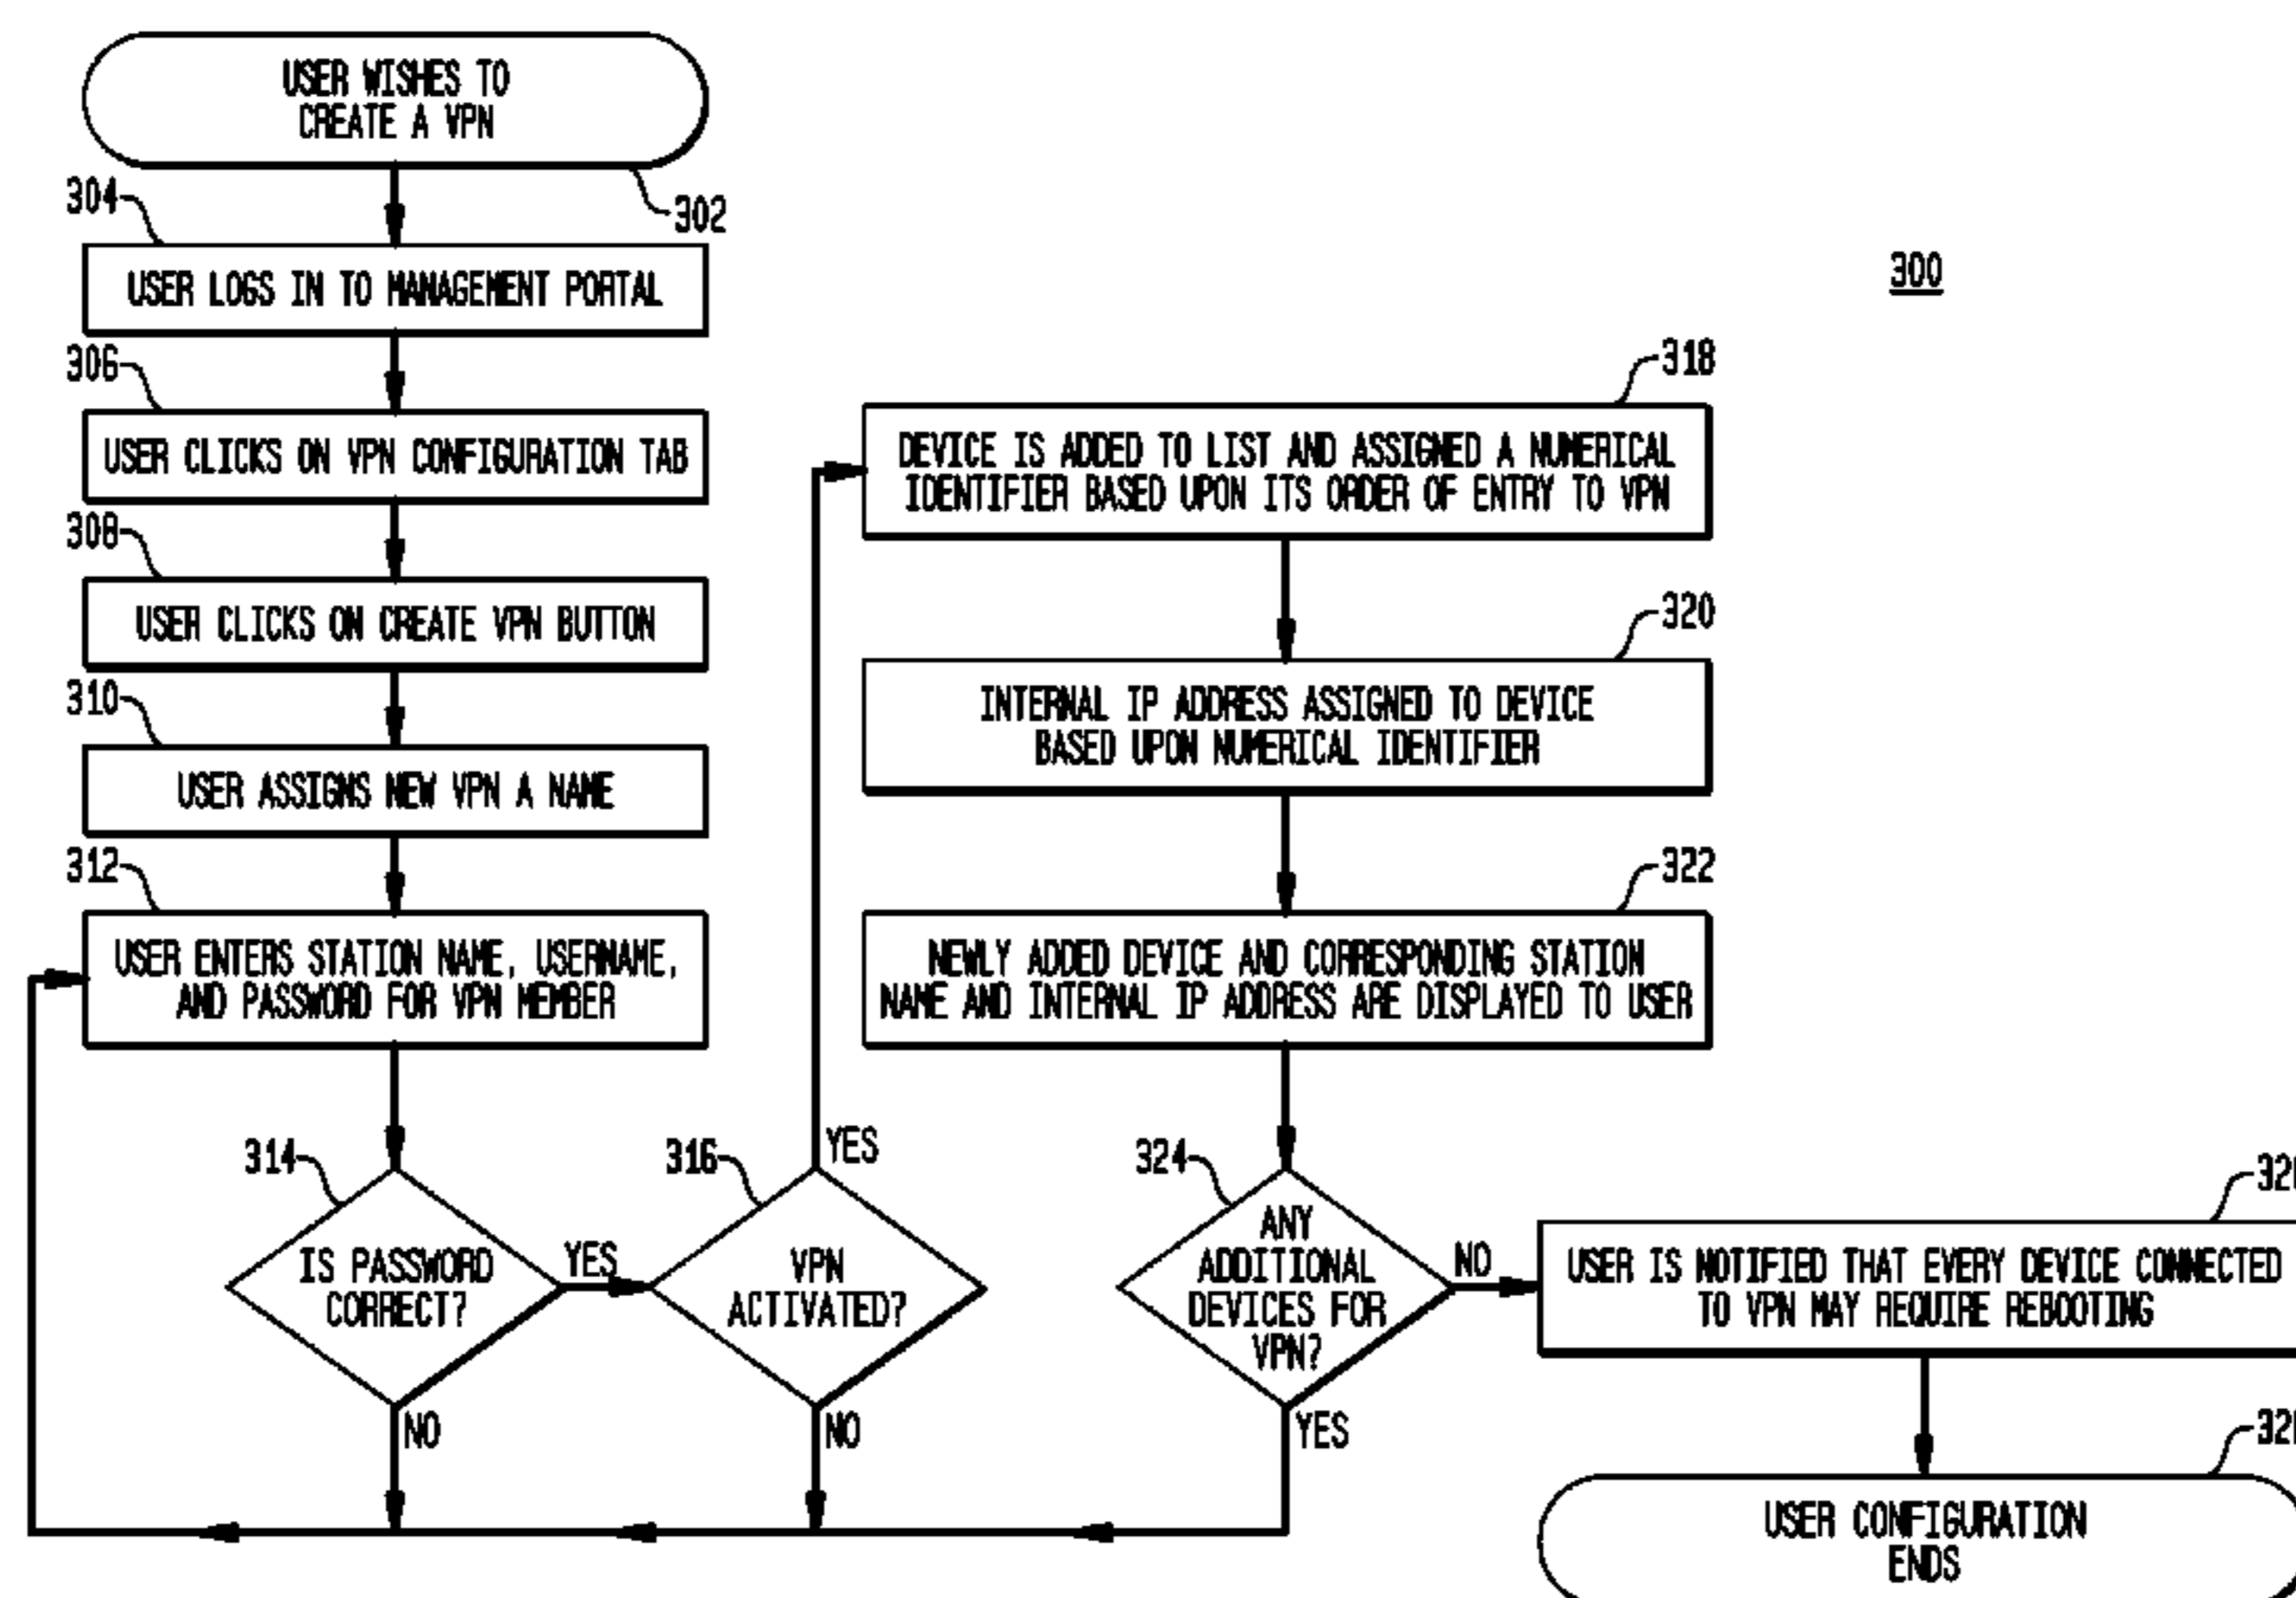 USER WISHES TO
CREATE A VPN
302
304
USER LOGS IN TO MANAGEMENT PORTAL
306
USER CLICKS ON VPN CONFIGURATION TAB
308
USER CLICKS ON CREATE VPN BUTTON
310
USER ASSIGNS NEW VPN A NAME
312
USER ENTERS STATION NAME, USERNAME,
AND PASSWORD FOR VPN MEMBER
314
IS PASSWORD
CORRECT?
YES
NO
316
VPN
ACTIVATED?
YES
NO
300
318
DEVICE IS ADDED TO LIST AND ASSIGNED A NUMERICAL
IDENTIFIER BASED UPON ITS ORDER OF ENTRY TO VPN
320
INTERNAL IP ADDRESS ASSIGNED TO DEVICE
BASED UPON NUMERICAL IDENTIFIER
322
NEWLY ADDED DEVICE AND CORRESPONDING STATION
NAME AND INTERNAL IP ADDRESS ARE DISPLAYED TO USER
324
ANY
ADDITIONAL
DEVICES FOR
VPN?
NO
YES
USER IS NOTIFIED THAT EVERY DEVICE CONNECTED
TO VPN MAY REQUIRE REBOOTING
USER CONFIGURATION
ENDS